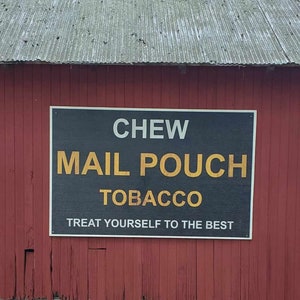 CHEW
MAIL POUCH
TOBACCO
TREAT YOURSELF TO THE BEST